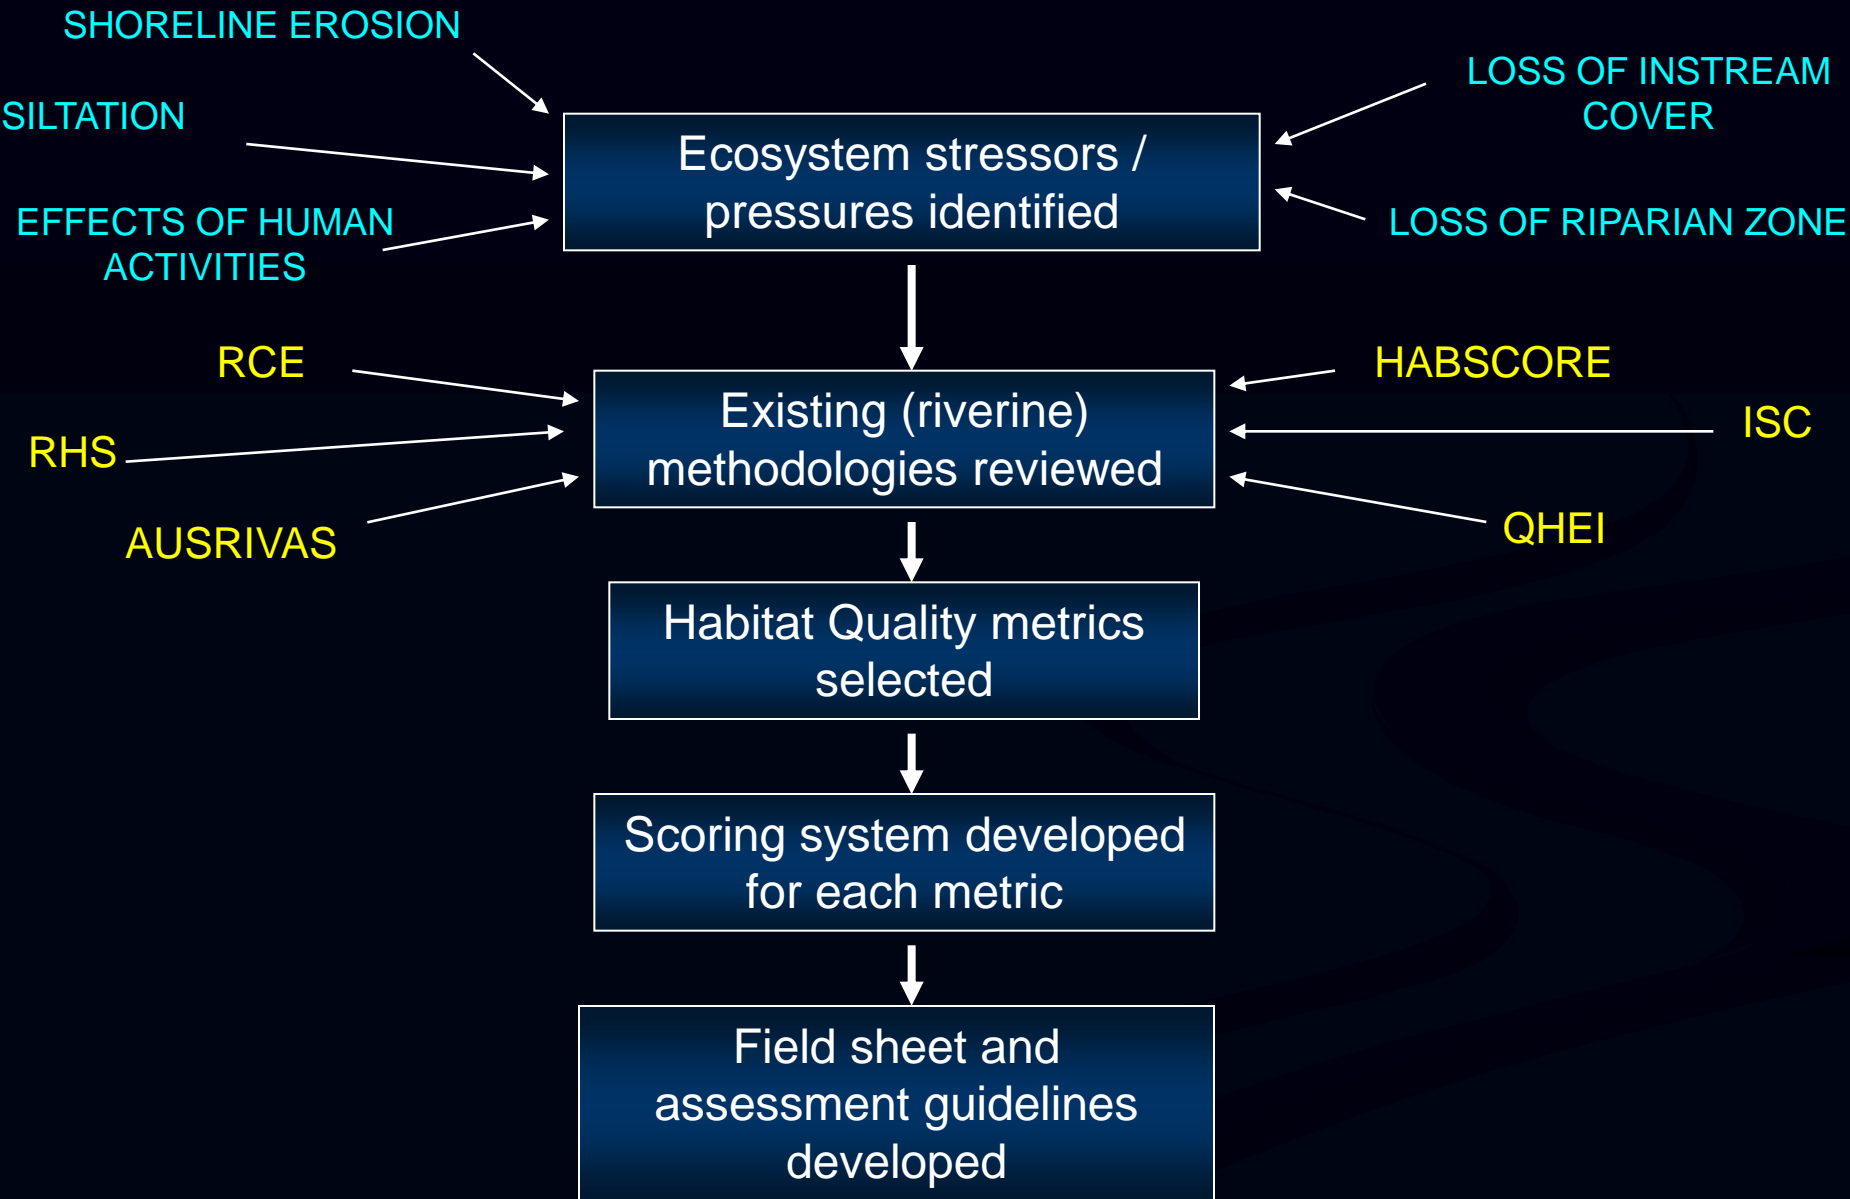 SHORELINE EROSION
SILTATION
EFFECTS OF HUMAN
ACTIVITIES
LOSS OF INSTREAM
COVER
LOSS OF RIPARIAN ZONE
Ecosystem stressors /
pressures identified
RCE
RHS
AUSRIVAS
HABSCORE
ISC
QHEI
Existing (riverine)
methodologies reviewed
Habitat Quality metrics
selected
Scoring system developed
for each metric
Field sheet and
assessment guidelines
developed